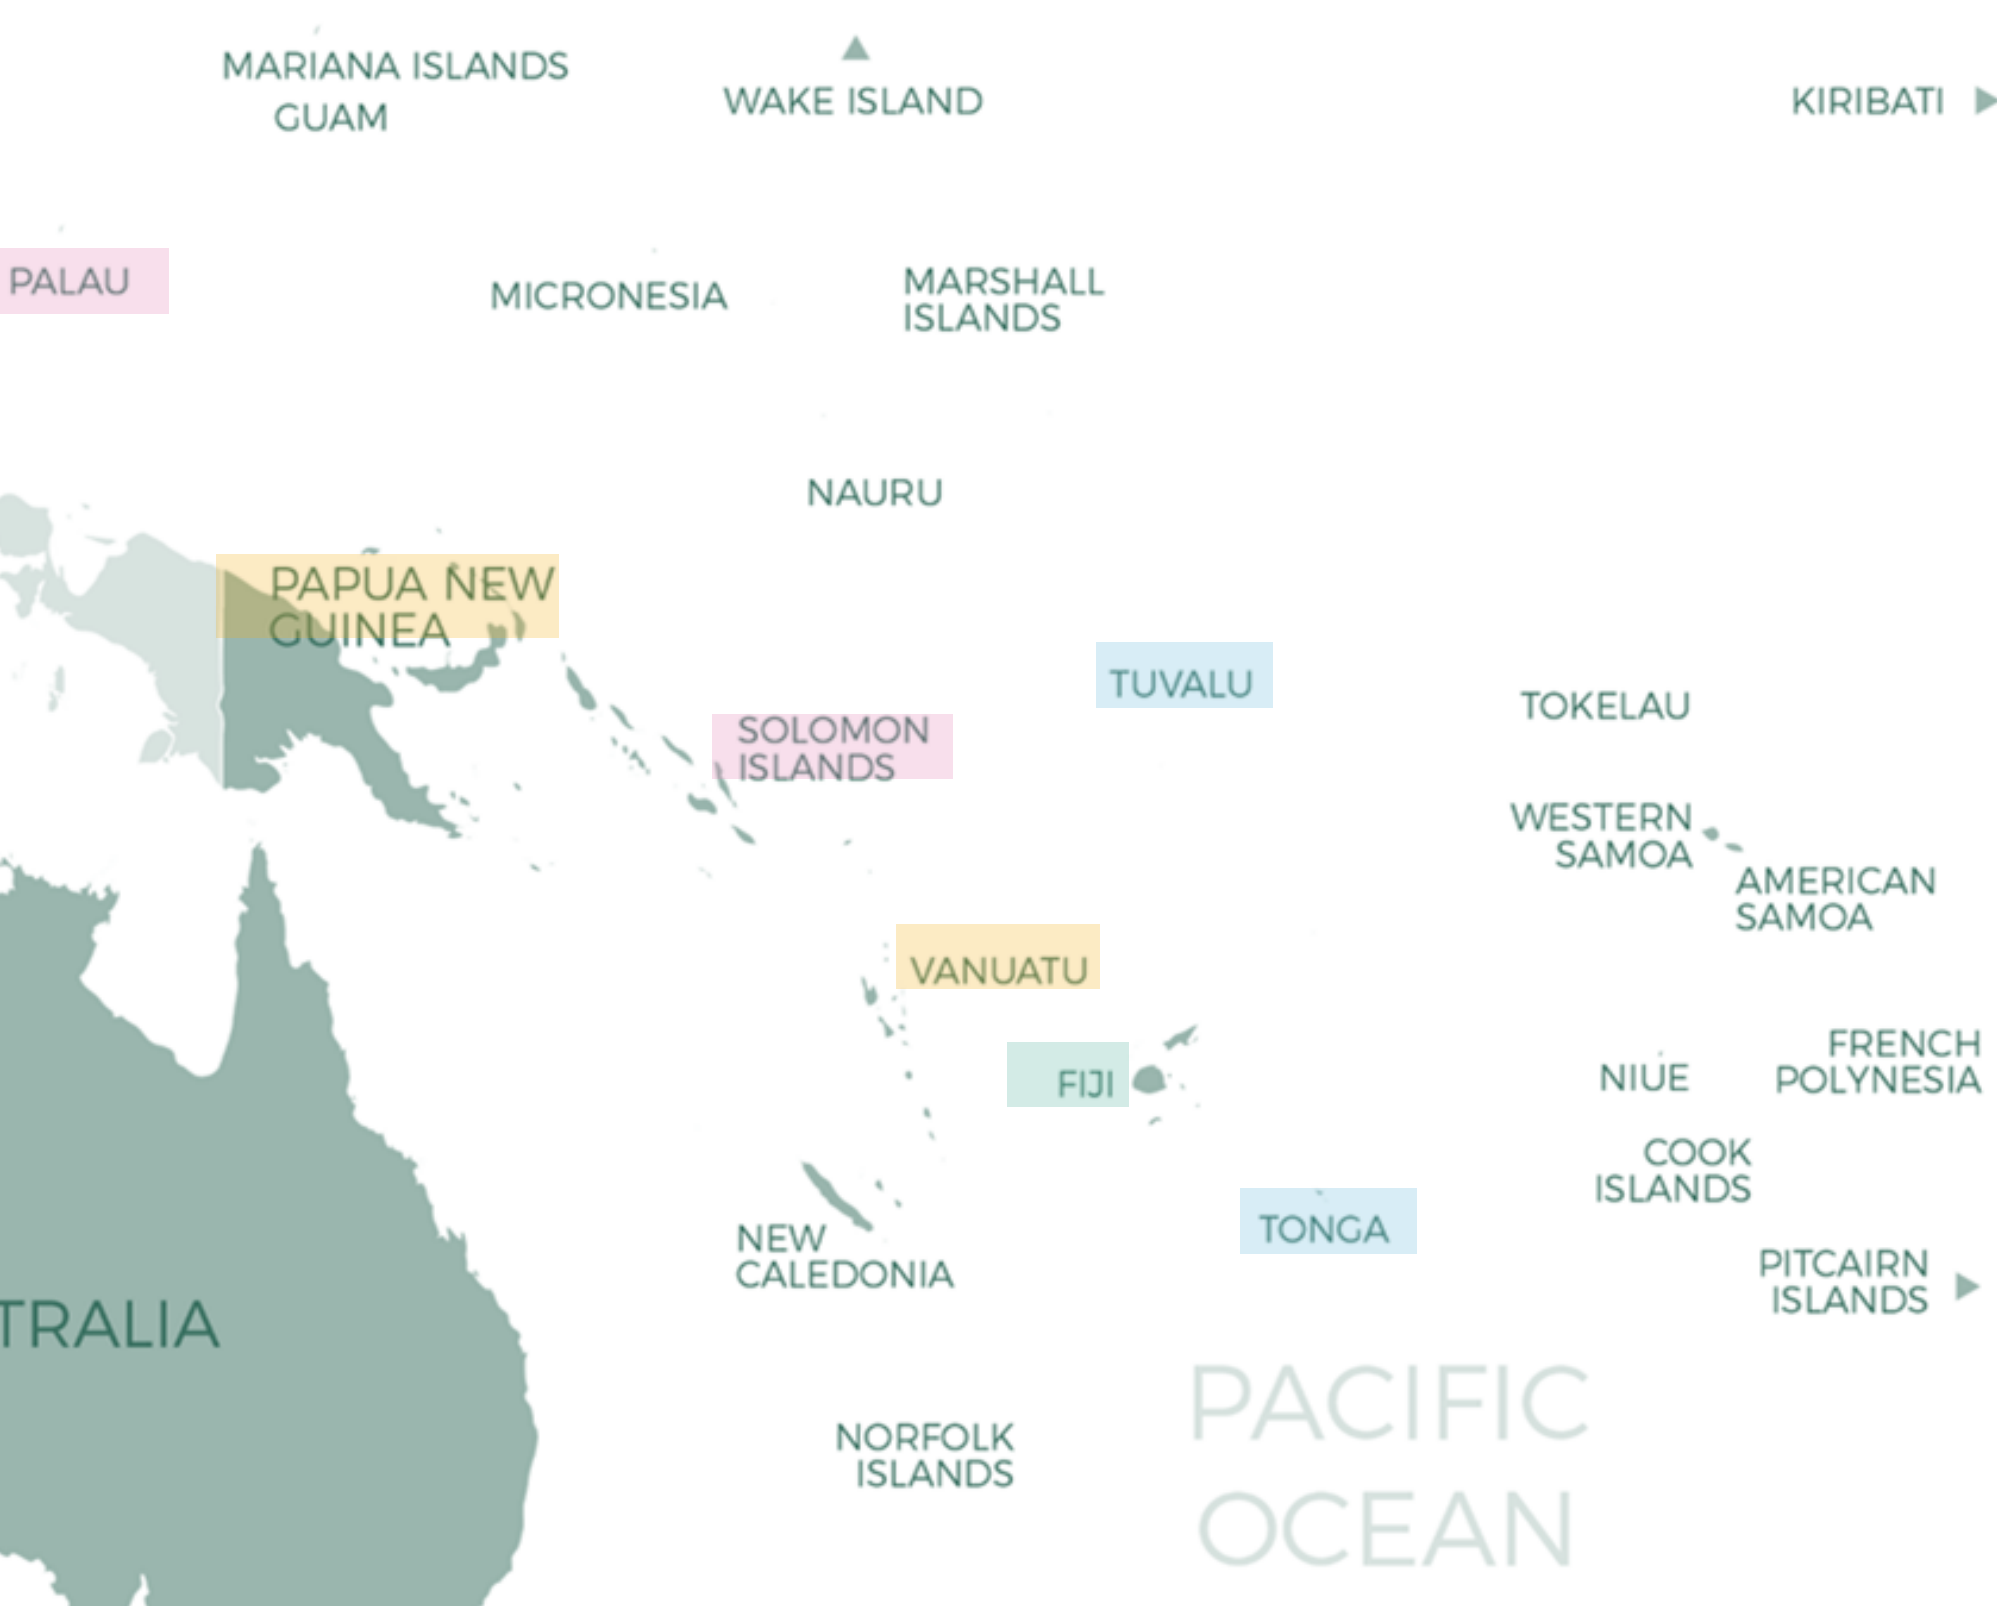 MARIANA ISLANDS
GUAM
WAKE ISLAND
KIRIBATI
PALAU
MICRONESIA
MARSHALL
ISLANDS
NAURU
PAPUA NEW
GUINEA
TUVALU
SOLOMON
ISLANDS
TOKELAU
WESTERN
SAMOA
AMERICAN
SAMOA
VANUATU
FIJI
NIUE
FRENCH
POLYNESIA
COOK
ISLANDS
TONGA
NEW
CALEDONIA
PITCAIRN
ISLANDS
TRALIA
NORFOLK
ISLANDS
PACIFIC
OCEAN